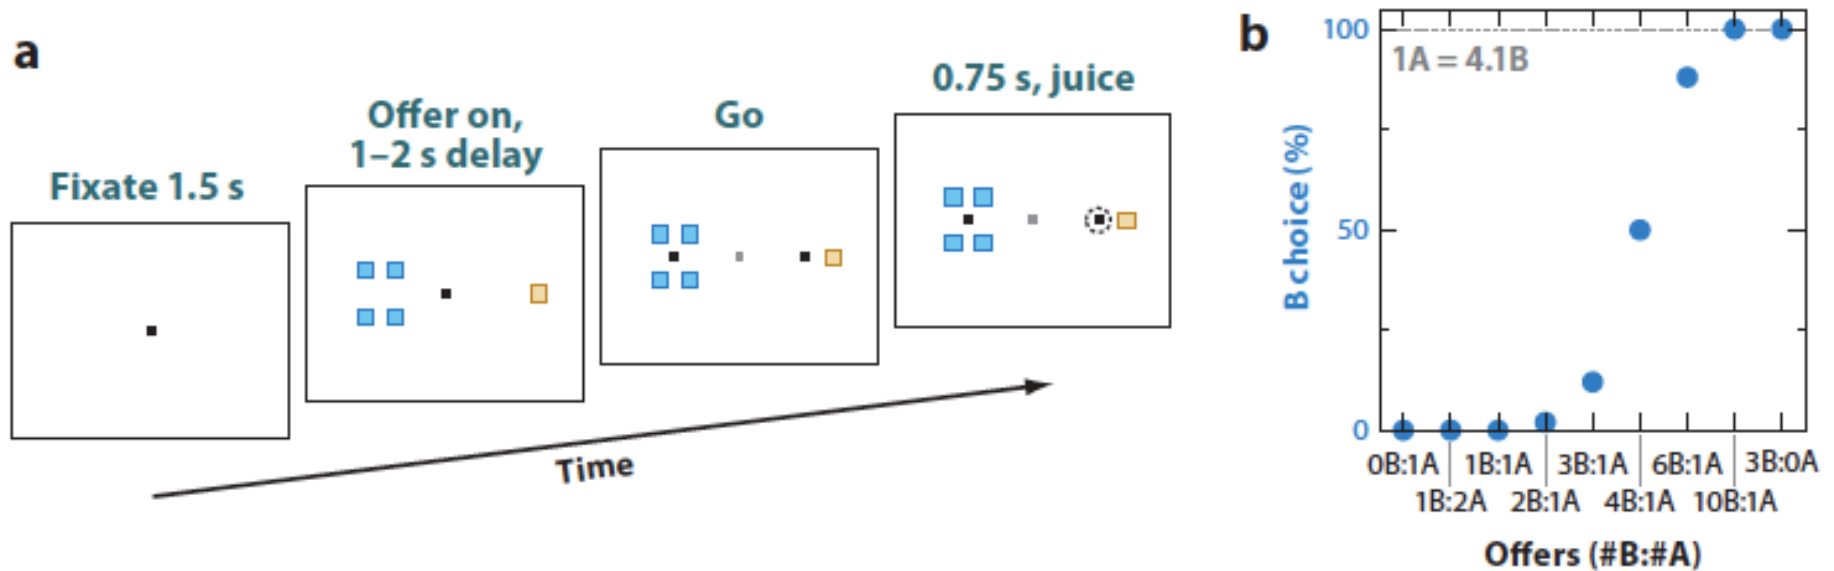 a
Fixate 1.5 s
Offer on,
1–2 s delay
Go
0.75 s, juice
Time
b
100
50
0
B choice (%)
1A = 4.1B
0B:1A 1B:1A 3B:1A 6B:1A 3B:0A
1B:2A 2B:1A 4B:1A 10B:1A
Offers (#B:#A)